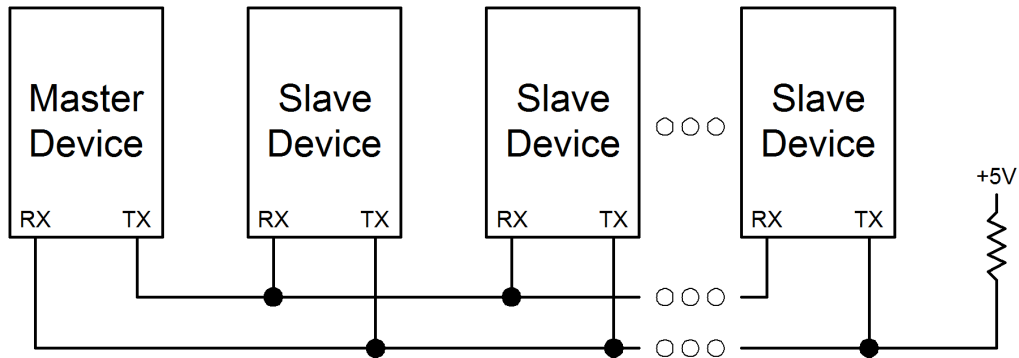 Master
Device
Slave
Device
Slave
Device
Slave
Device
+5V
RX TX
RX TX
RX TX
RX TX